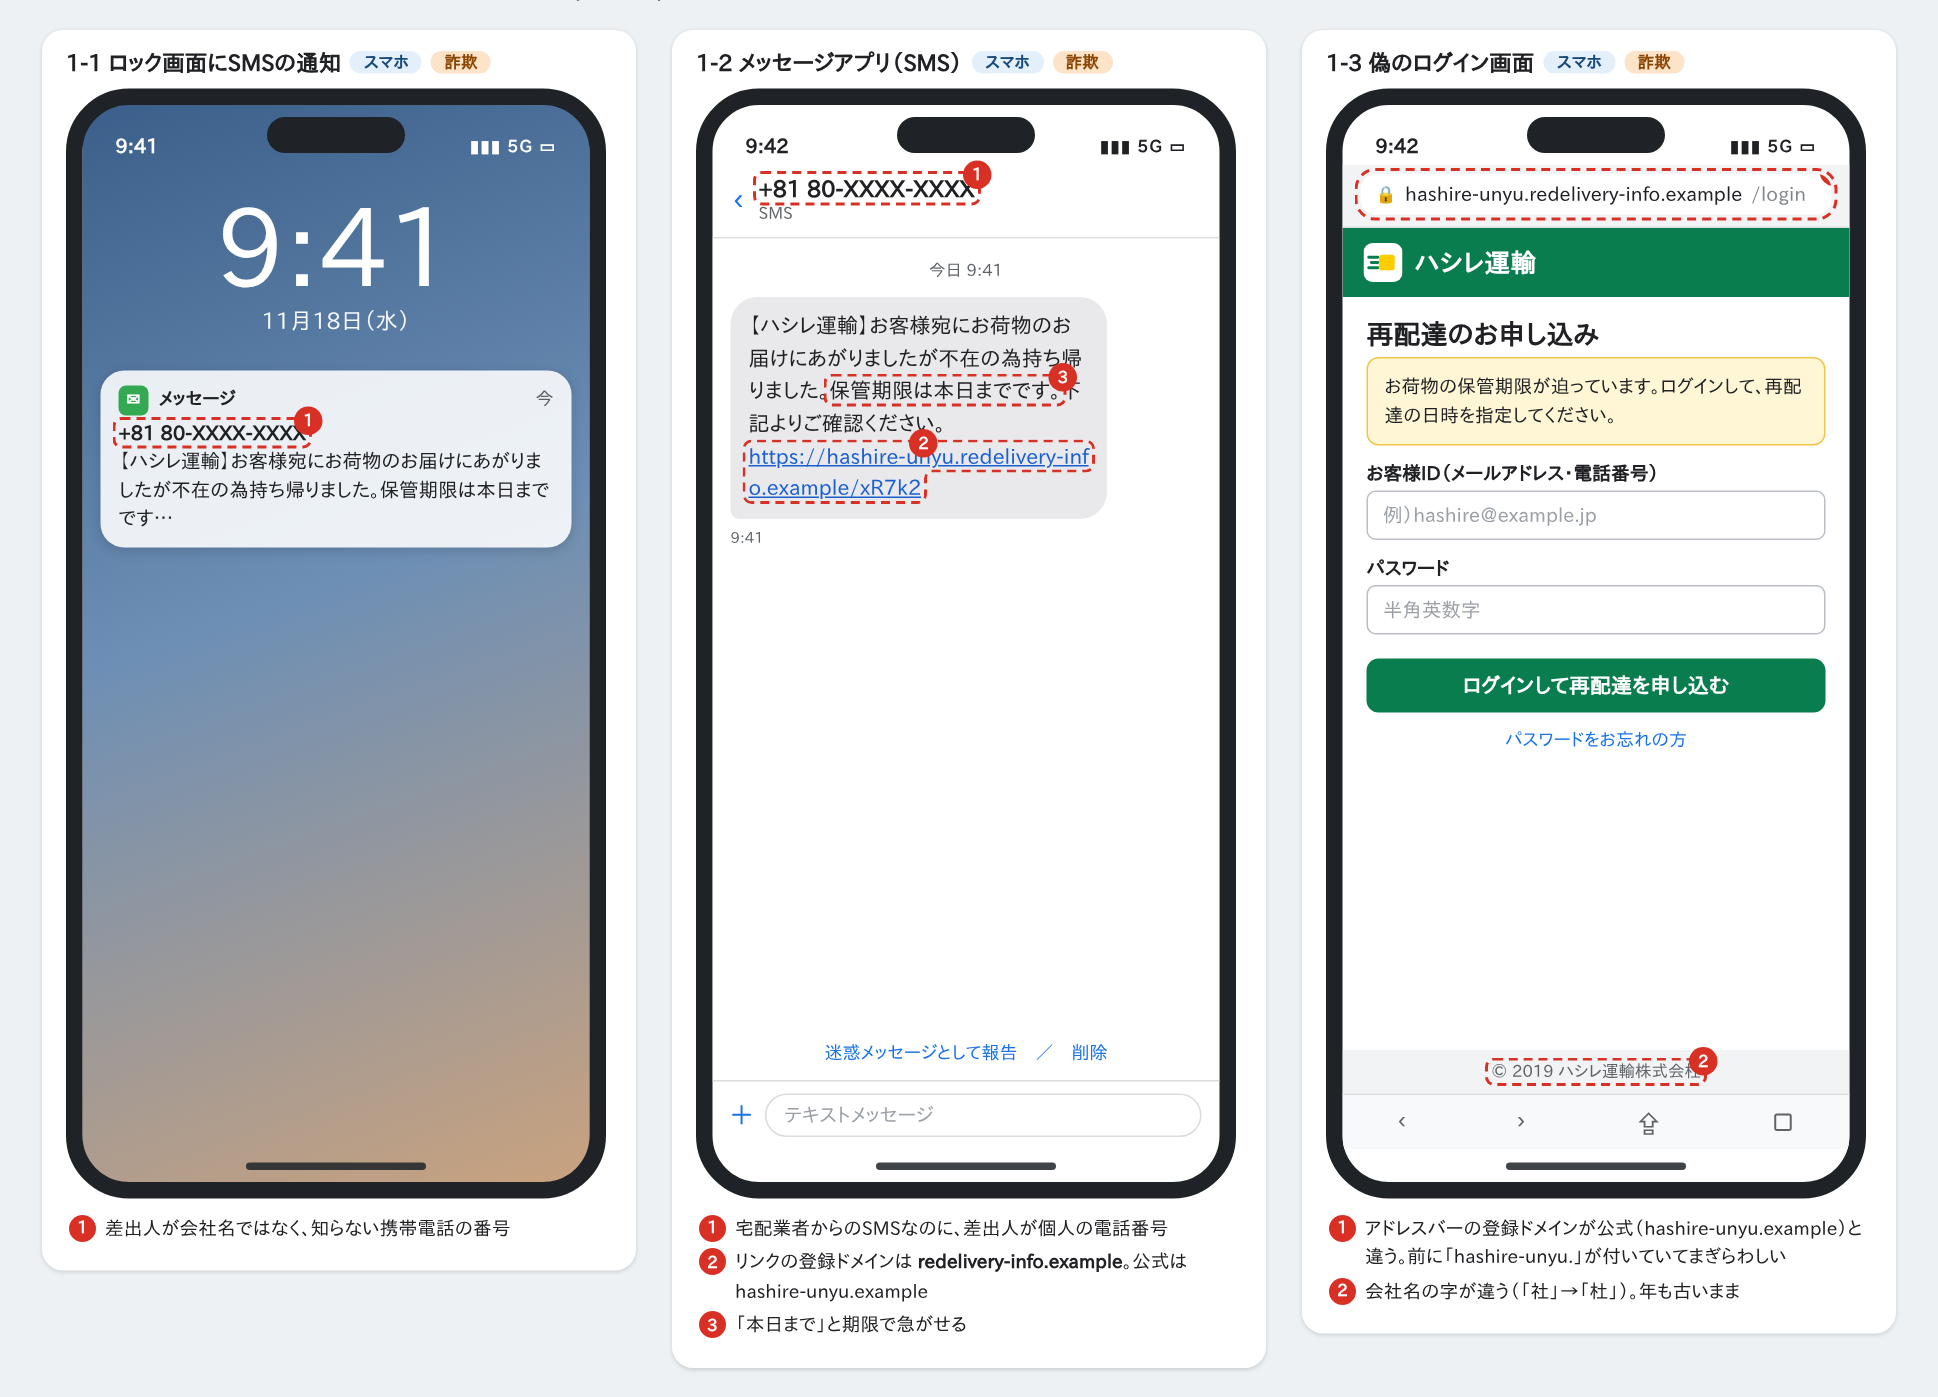 1-1 ロック画面にSMSの通知 スマホ 詐欺
9:41 5G
9:41
11月18日(水)
メッセージ 今
1
+81 80-XXXX-XXXX
【ハシレ運輸】お客様宛にお荷物のお届けにあがりま
したが不在の為持ち帰りました。保管期限は本日まで
です…
1 差出人が会社名ではなく、知らない携帯電話の番号
1-2 メッセージアプリ(SMS) スマホ 詐欺
9:42 5G
1
+81 80-XXXX-XXXX
SMS
今日 9:41
【ハシレ運輸】お客様宛にお荷物のお
届けにあがりましたが不在の為持ち帰
りました。保管期限は本日までです。下
3
記よりご確認ください。
2
https://hashire-unyu.redelivery-inf
o.example/xR7k2
9:41
迷惑メッセージとして報告 / 削除
+ テキストメッセージ
1 宅配業者からのSMSなのに、差出人が個人の電話番号
2 リンクの登録ドメインは redelivery-info.example。公式は
hashire-unyu.example
3 「本日まで」と期限で急がせる
1-3 偽のログイン画面 スマホ 詐欺
9:42 5G
hashire-unyu.redelivery-info.example /login
ハシレ運輸
再配達のお申し込み
お荷物の保管期限が迫っています。ログインして、再配
達の日時を指定してください。
お客様ID(メールアドレス・電話番号)
例)hashire@example.jp
パスワード
半角英数字
ログインして再配達を申し込む
パスワードをお忘れの方
2
© 2019 ハシレ運輸株式会
1 アドレスバーの登録ドメインが公式(hashire-unyu.example)と
違う。前に「hashire-unyu.」が付いていてまぎらわしい
2 会社名の字が違う(「社」→「杜」)。年も古いまま